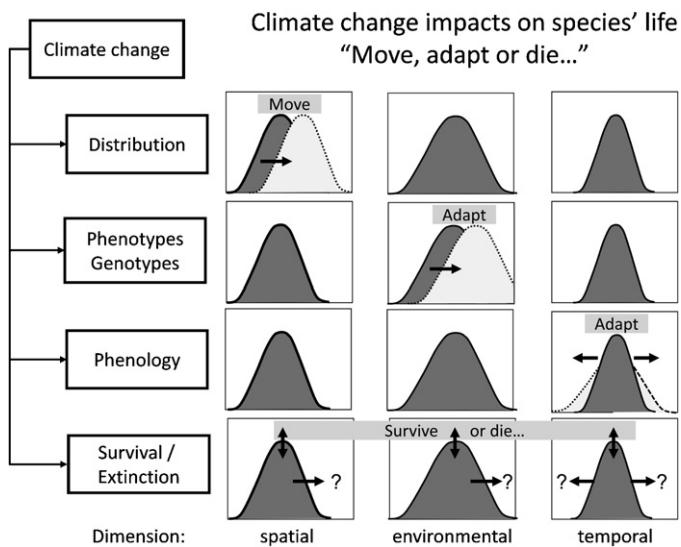 Climate change impacts on species' life
"Move, adapt or die…"
Climate change
Move
Distribution
Adapt
Phenotypes
Genotypes
Adapt
Phenology
Survive or die…
Survival /
Extinction
? ? ? ?
Dimension: spatial environmental temporal